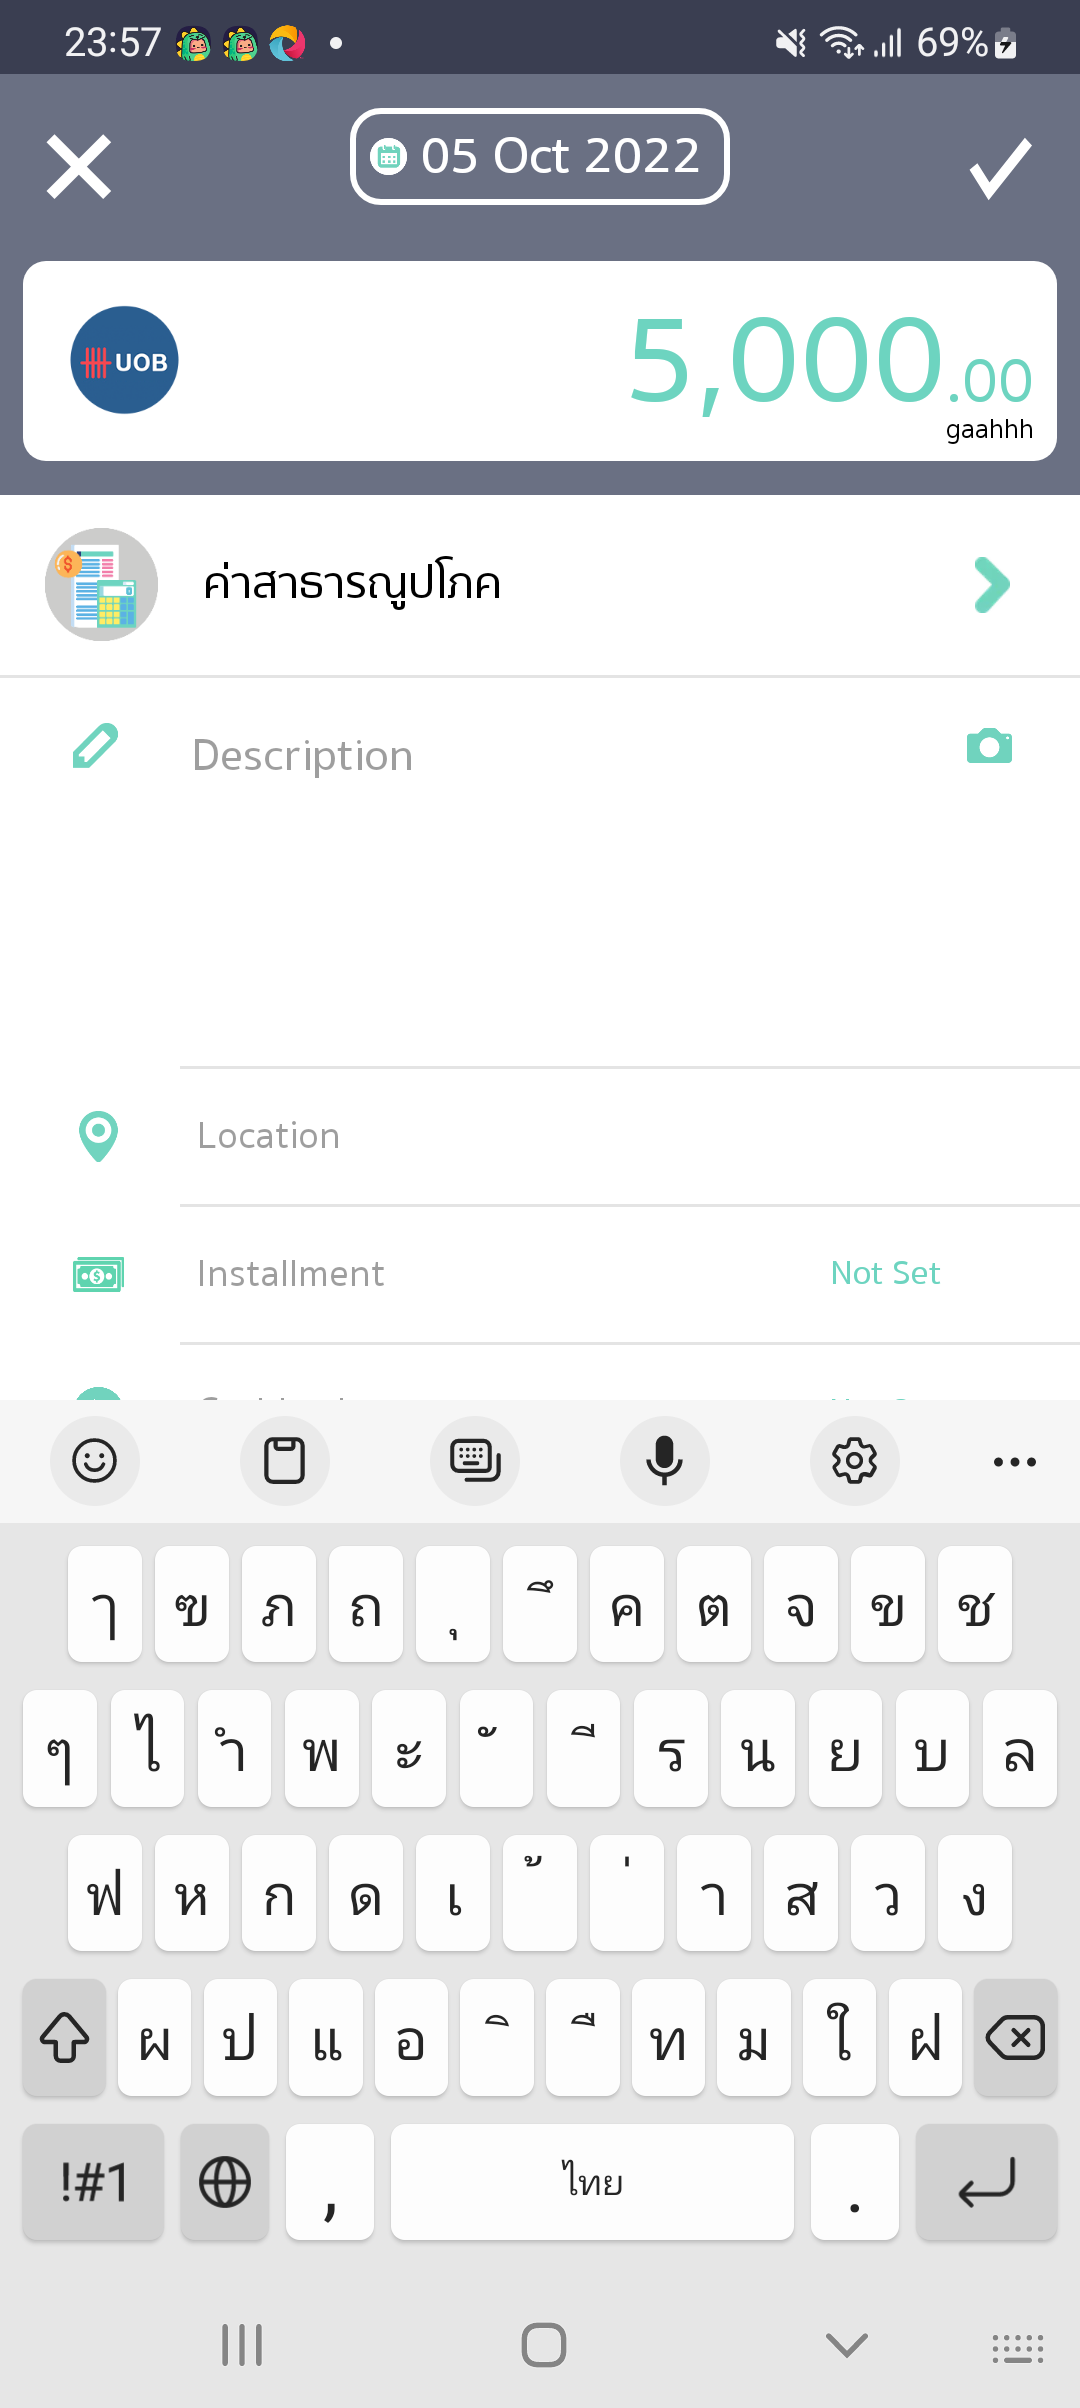 23:57
69%
05 Oct 2022
UOB
5,000.00
gaahhh
ค่าสาธารณูปโภค
Description
Location
Installment
Not Set
ๅ ฃ ภ ถ ุ ึ ค ต จ ข ช
ๆ ไ ำ พ ะ ั ี ร น ย บ ล
ฟ ห ก ด เ ้ ่ า ส ว ง
ผ ป แ อ ิ ื ท ม ใ ฝ
!#1 , ไทย .